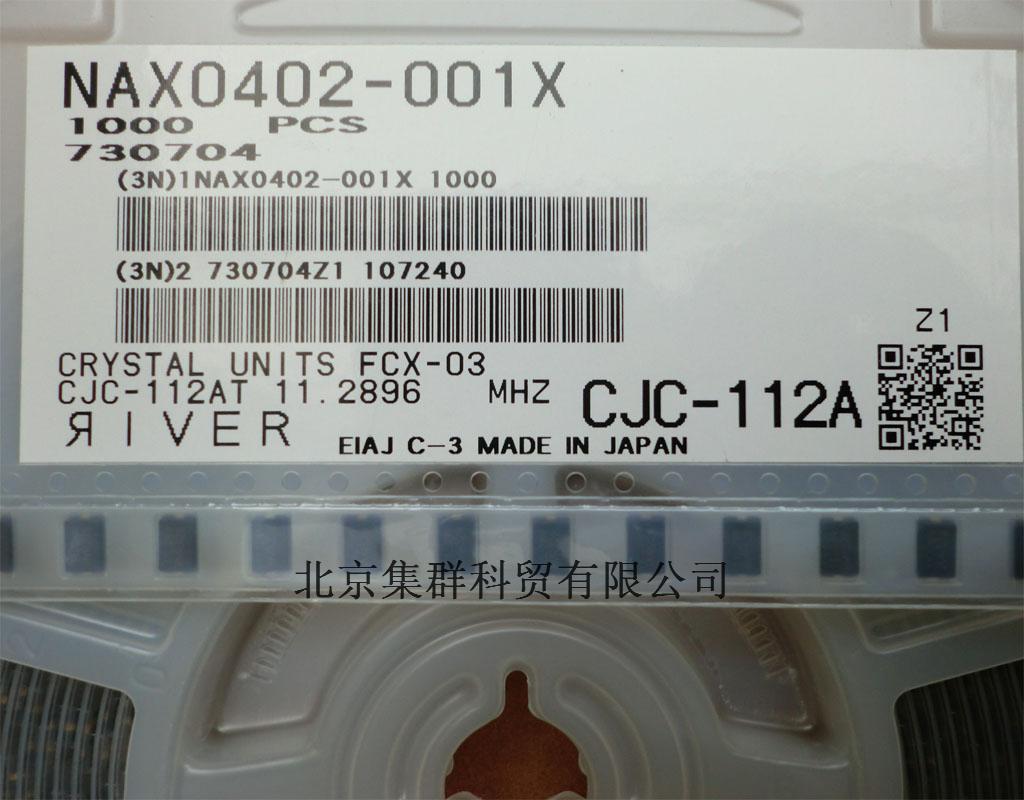 NAX0402-001X
1000 PCS
730704
(3N)1NAX0402-001X 1000
(3N)2 730704Z1 107240
Z1
CRYSTAL UNITS FCX-03
CJC-112AT 11.2896 MHZ
CJC-112A
ЯIVER
EIAJ C-3 MADE IN JAPAN
北京集群科贸有限公司